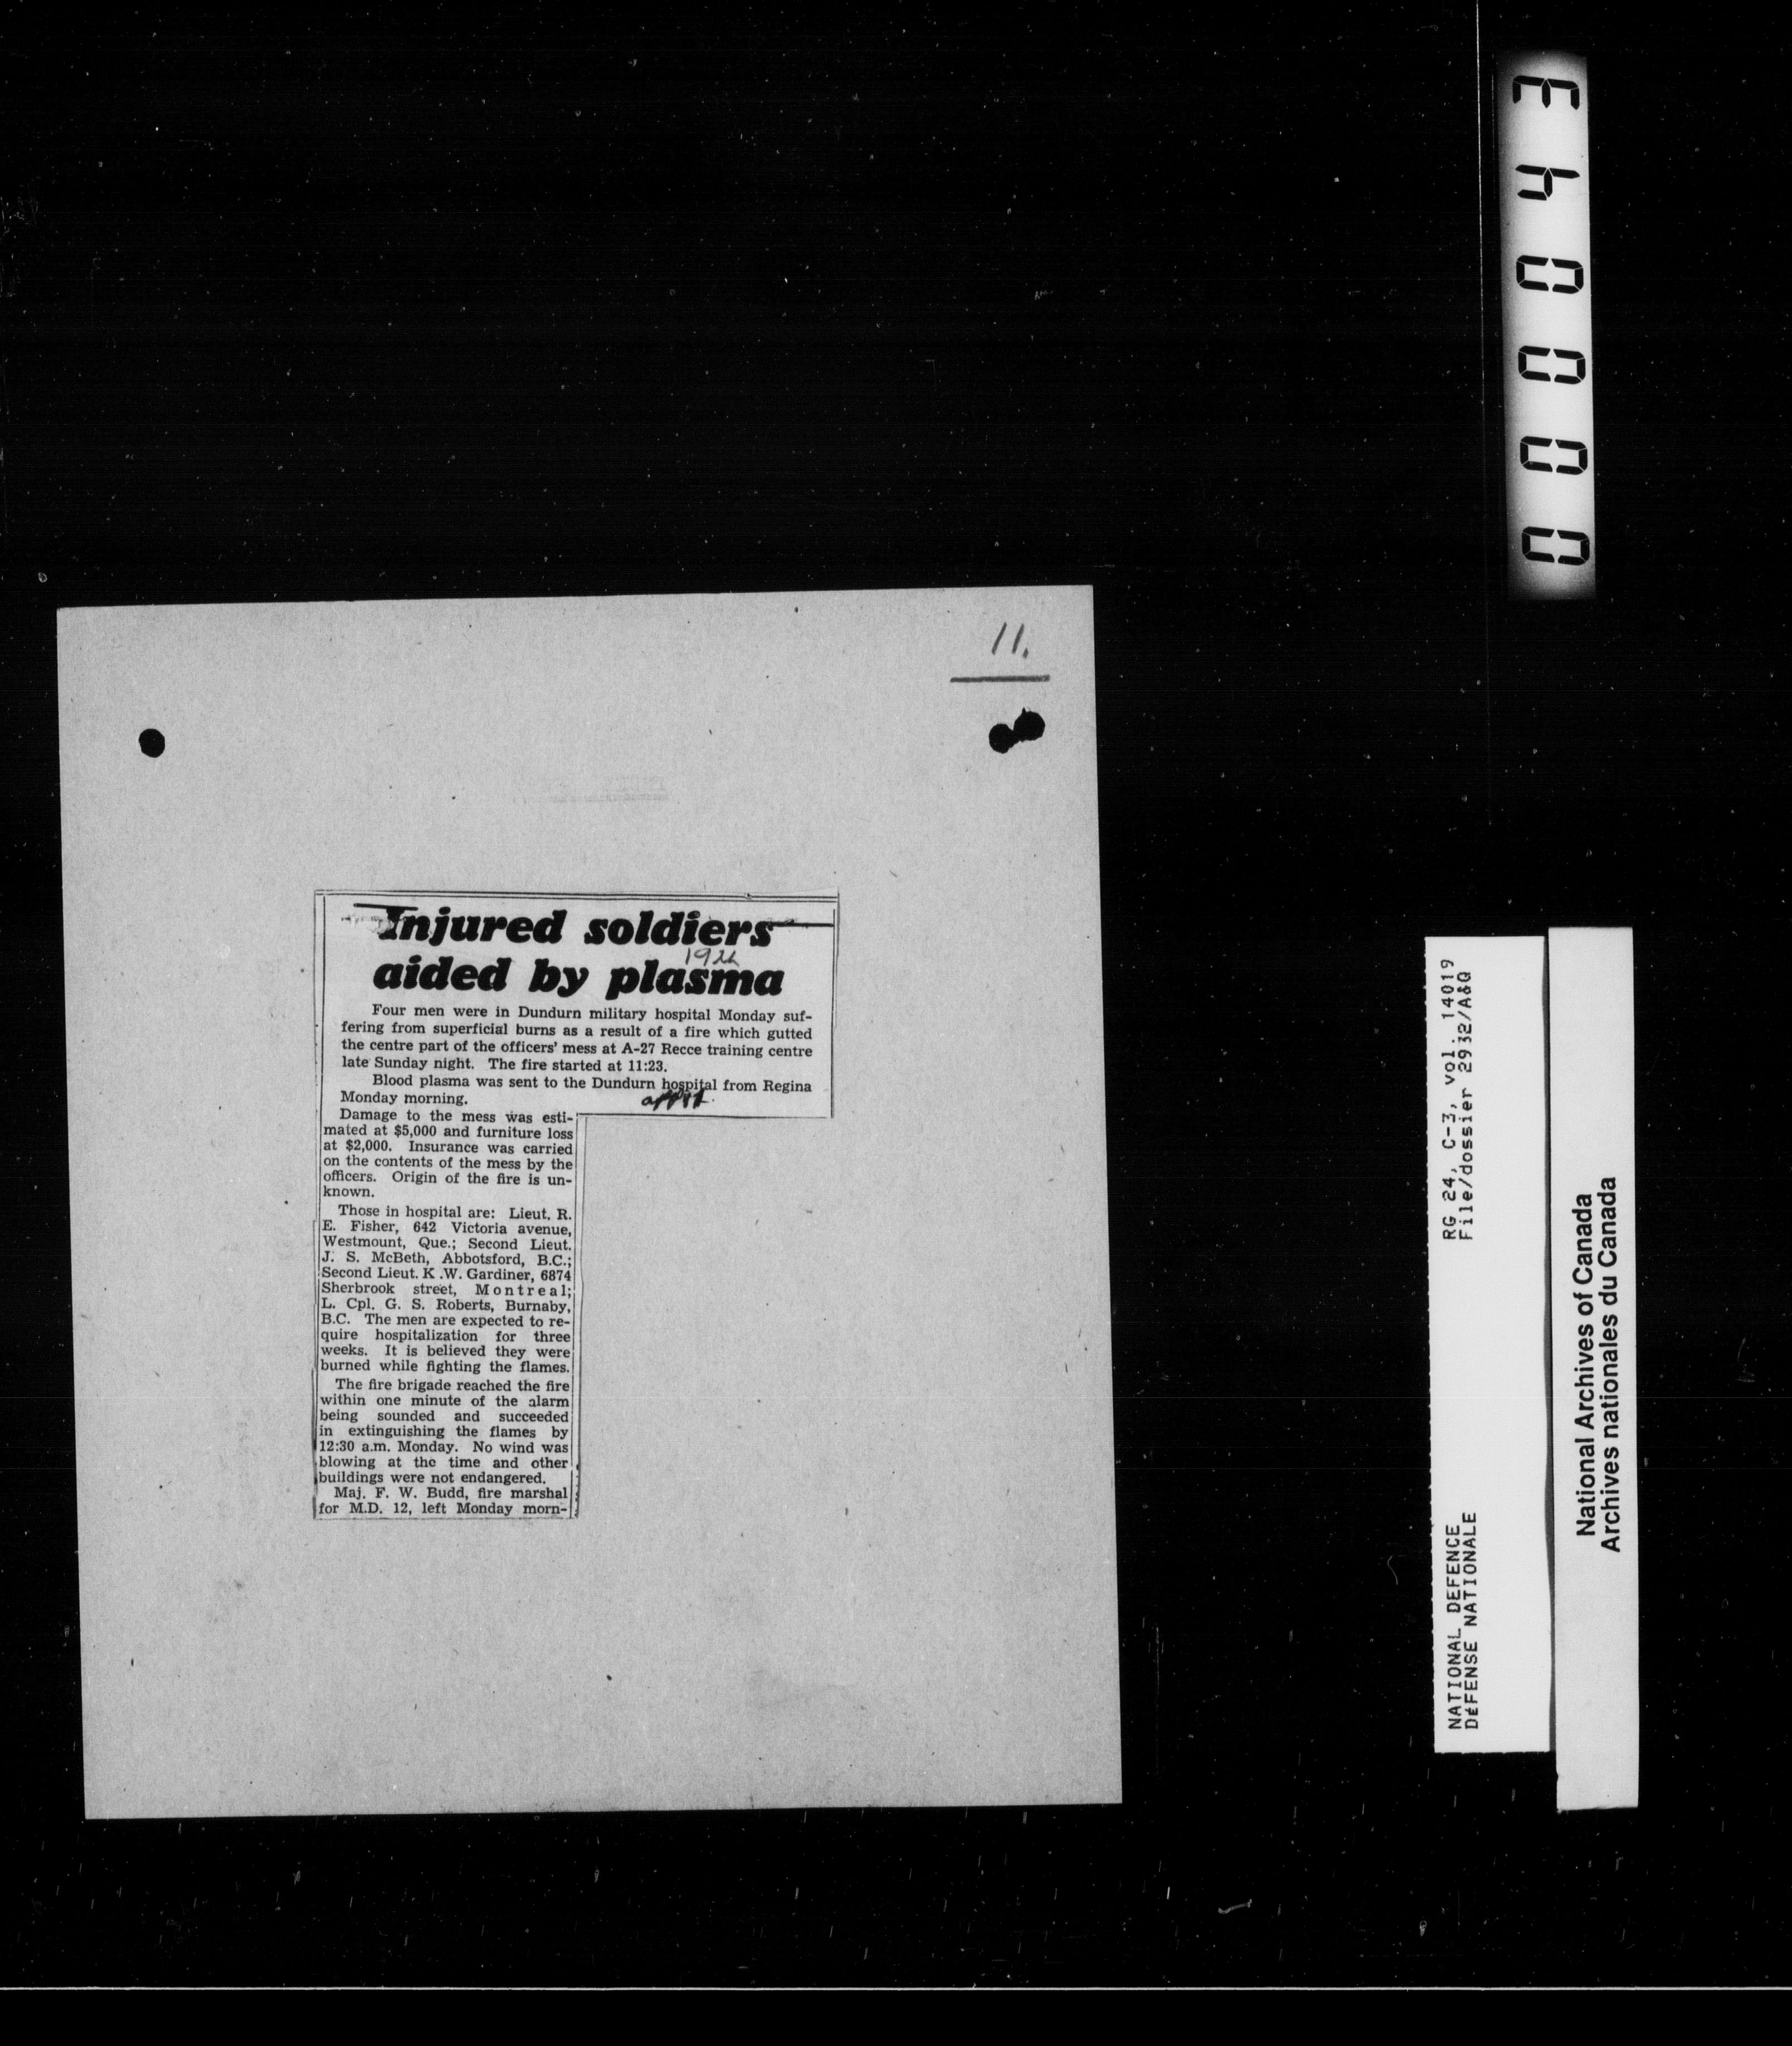 000043
11.
Injured soldiers
aided by plasma
Four men were in Dundurn military hospital Monday suf-
fering from superficial burns as a result of a fire which gutted
the centre part of the officers' mess at A-27 Recce training centre
late Sunday night. The fire started at 11:23.
Blood plasma was sent to the Dundurn hospital from Regina
Monday morning.
Damage to the mess was esti-
mated at $5,000 and furniture loss
at $2,000. Insurance was carried
on the contents of the mess by the
officers. Origin of the fire is un-
known.
Those in hospital are: Lieut. R.
E. Fisher, 642 Victoria avenue,
Westmount, Que.; Second Lieut.
J. S. McBeth, Abbotsford, B.C.;
Second Lieut. K .W. Gardiner, 6874
Sherbrook street, Montreal;
L. Cpl. G. S. Roberts, Burnaby,
B.C. The men are expected to re-
quire hospitalization for three
weeks. It is believed they were
burned while fighting the flames.
The fire brigade reached the fire
within one minute of the alarm
being sounded and succeeded
in extinguishing the flames by
12:30 a.m. Monday. No wind was
blowing at the time and other
buildings were not endangered.
Maj. F. W. Budd, fire marshal
for M.D. 12, left Monday morn-
NATIONAL DEFENCE RG 24, C-3, vol. 14019
DÉFENSE NATIONALE File/dossier 2932/A&Q
National Archives of Canada
Archives nationales du Canada